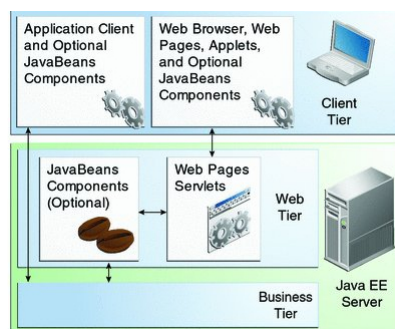 Application Client
and Optional
JavaBeans
Components
Web Browser, Web
Pages, Applets,
and Optional
JavaBeans
Components
Client
Tier
JavaBeans
Components
(Optional)
Web Pages
Servlets
Web
Tier
Java EE
Server
Business
Tier